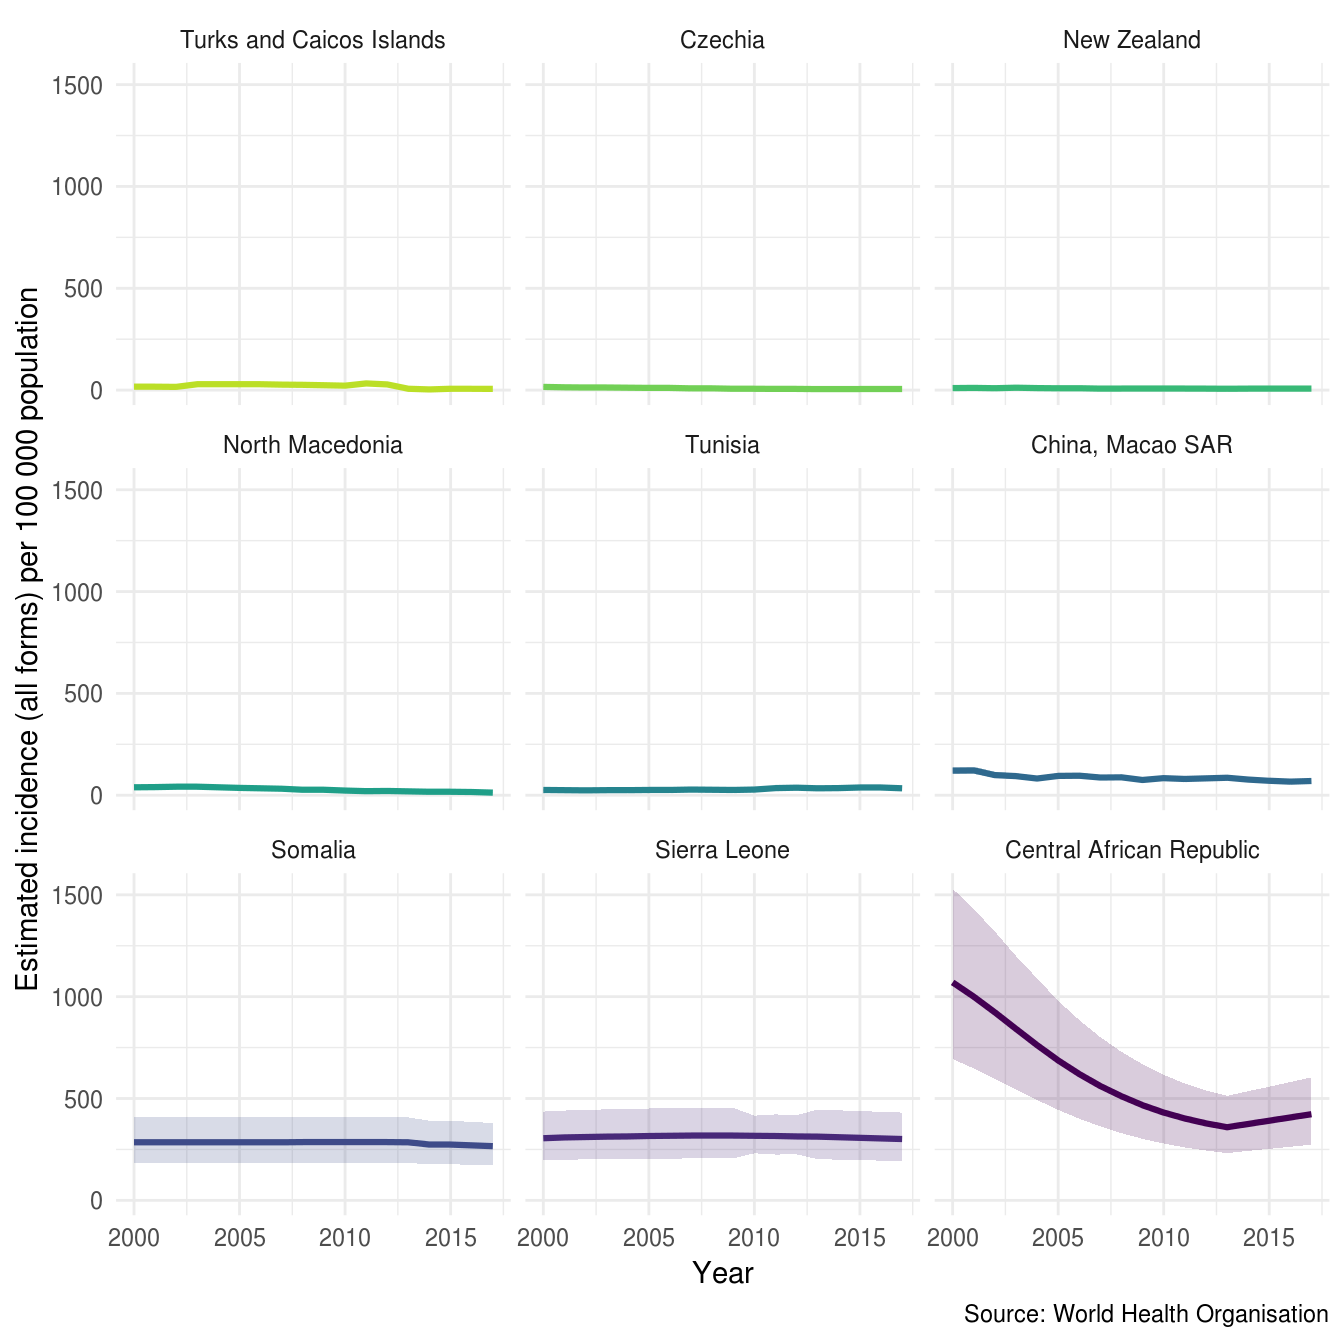 Turks and Caicos Islands
Czechia
New Zealand
1500
1000
500
0
North Macedonia
Tunisia
China, Macao SAR
1500
1000
500
0
Estimated incidence (all forms) per 100 000 population
Somalia
Sierra Leone
Central African Republic
1500
1000
500
0
2000 2005 2010 2015
2000 2005 2010 2015
2000 2005 2010 2015
Year
Source: World Health Organisation